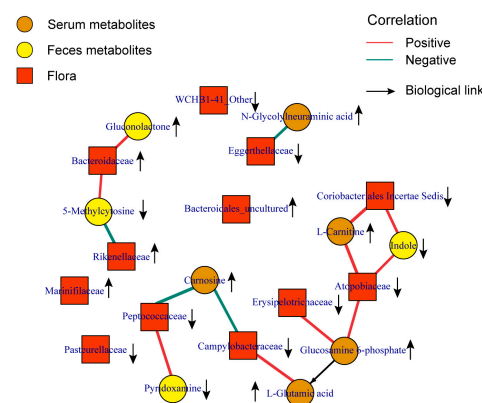 Serum metabolites
Feces metabolites
Flora
Correlation
Positive
Negative
Biological link
WCHB1-41_Other
N-Glycolylneuraminic acid
Gluconolactone
Eggerthellaceae
Bacteroidaceae
Coriobacteriales Incertae Sedis
5-Methylcytosine
Bacteroicales_uncultured
L-Carnitine
Indole
Rikenellaceae
Carnosine
Atopobiaceae
Marinifilaceae
Erysipelotrichaceae
Peptococcaceae
Pasteurellaceae
Campylobacteraceae
Glucosamine 6-phosphate
Pyridoxamine
L-Glutamic acid